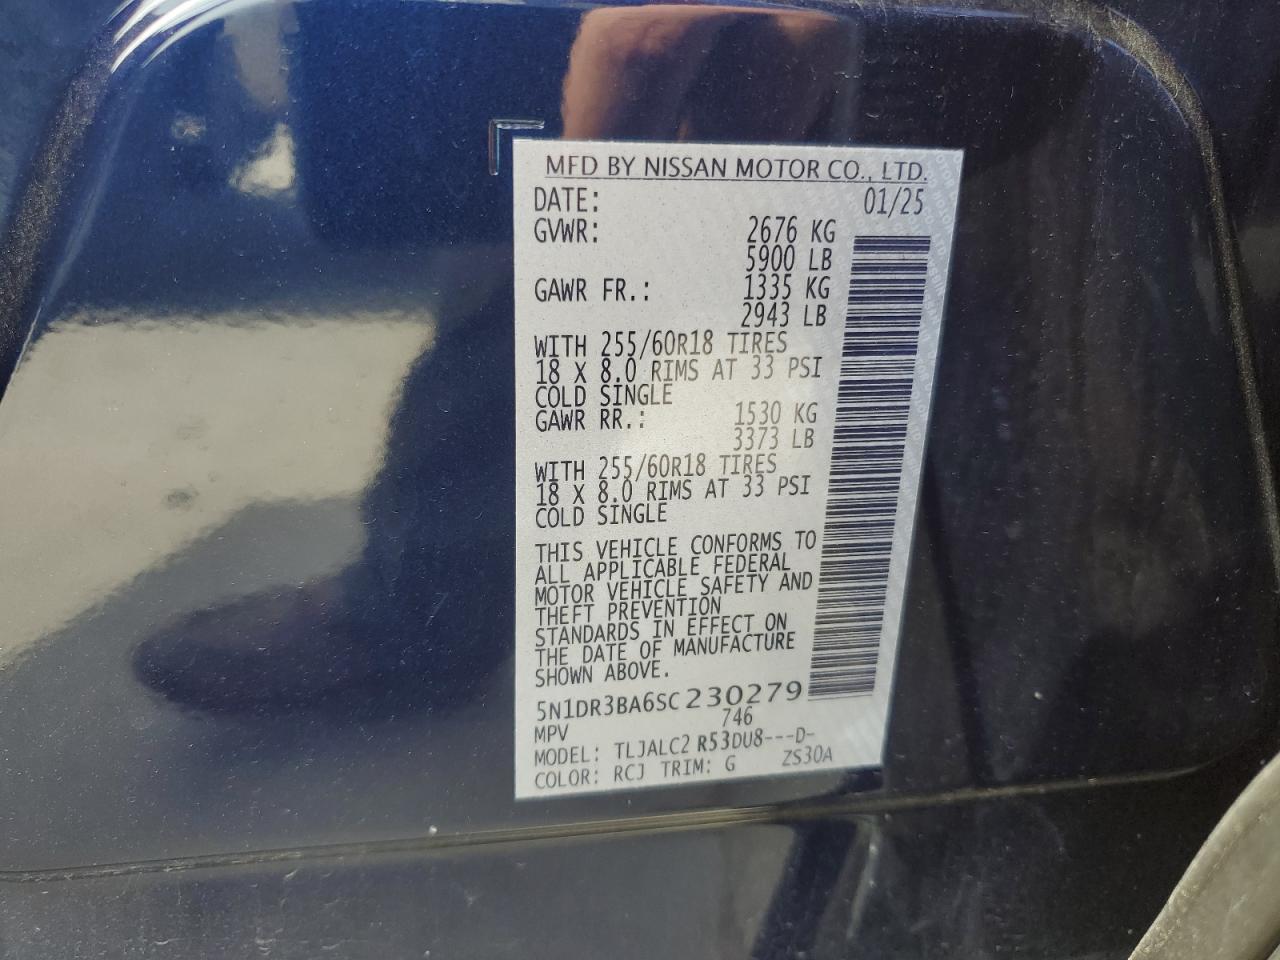 MFD BY NISSAN MOTOR CO., LTD.
DATE: 01/25
GVWR: 2676 KG
5900 LB
GAWR FR.: 1335 KG
2943 LB
WITH 255/60R18 TIRES
18 X 8.0 RIMS AT 33 PSI
COLD SINGLE
GAWR RR.: 1530 KG
3373 LB
WITH 255/60R18 TIRES
18 X 8.0 RIMS AT 33 PSI
COLD SINGLE
THIS VEHICLE CONFORMS TO
ALL APPLICABLE FEDERAL
MOTOR VEHICLE SAFETY AND
THEFT PREVENTION
STANDARDS IN EFFECT ON
THE DATE OF MANUFACTURE
SHOWN ABOVE.
5N1DR3BA6SC230279
MPV 746
MODEL: TLJALC2 R53DU8---D-
COLOR: RCJ TRIM: G ZS30A